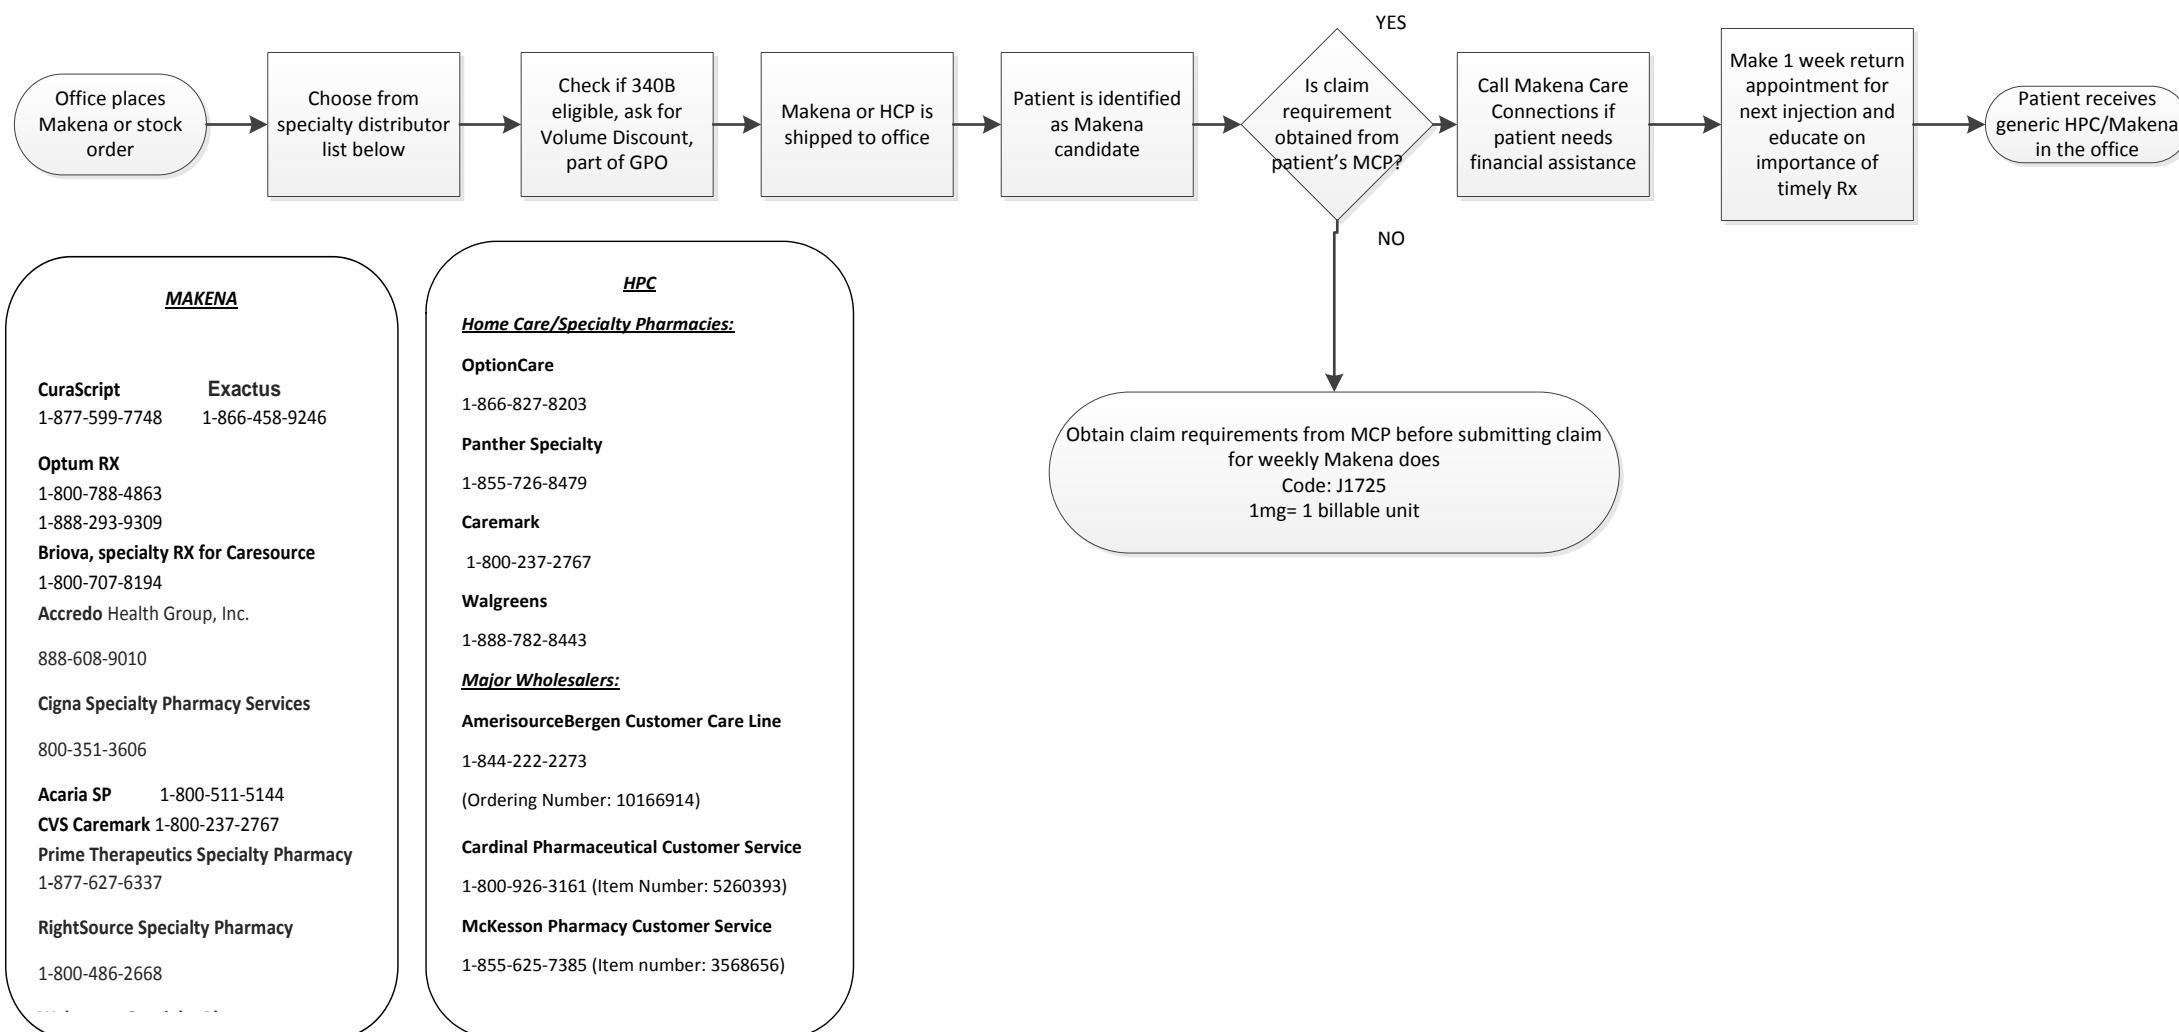 Office places
Makena or stock
order
Choose from
specialty distributor
list below
Check if 340B
eligible, ask for
Volume Discount,
part of GPO
Makena or HCP is
shipped to office
Patient is identified
as Makena
candidate
Is claim
requirement
obtained from
patient's MCP?
YES
Call Makena Care
Connections if
patient needs
financial assistance
Make 1 week return
appointment for
next injection and
educate on
importance of
timely Rx
Patient receives
generic HPC/Makena
in the office
NO
Obtain claim requirements from MCP before submitting claim
for weekly Makena does
Code: J1725
1mg= 1 billable unit
MAKENA
CuraScript Exactus
1-877-599-7748 1-866-458-9246
Optum RX
1-800-788-4863
1-888-293-9309
Briova, specialty RX for Caresource
1-800-707-8194
Accredo Health Group, Inc.
888-608-9010
Cigna Specialty Pharmacy Services
800-351-3606
Acaria SP 1-800-511-5144
CVS Caremark 1-800-237-2767
Prime Therapeutics Specialty Pharmacy
1-877-627-6337
RightSource Specialty Pharmacy
1-800-486-2668
HPC
Home Care/Specialty Pharmacies:
OptionCare
1-866-827-8203
Panther Specialty
1-855-726-8479
Caremark
1-800-237-2767
Walgreens
1-888-782-8443
Major Wholesalers:
AmerisourceBergen Customer Care Line
1-844-222-2273
(Ordering Number: 10166914)
Cardinal Pharmaceutical Customer Service
1-800-926-3161 (Item Number: 5260393)
McKesson Pharmacy Customer Service
1-855-625-7385 (Item number: 3568656)